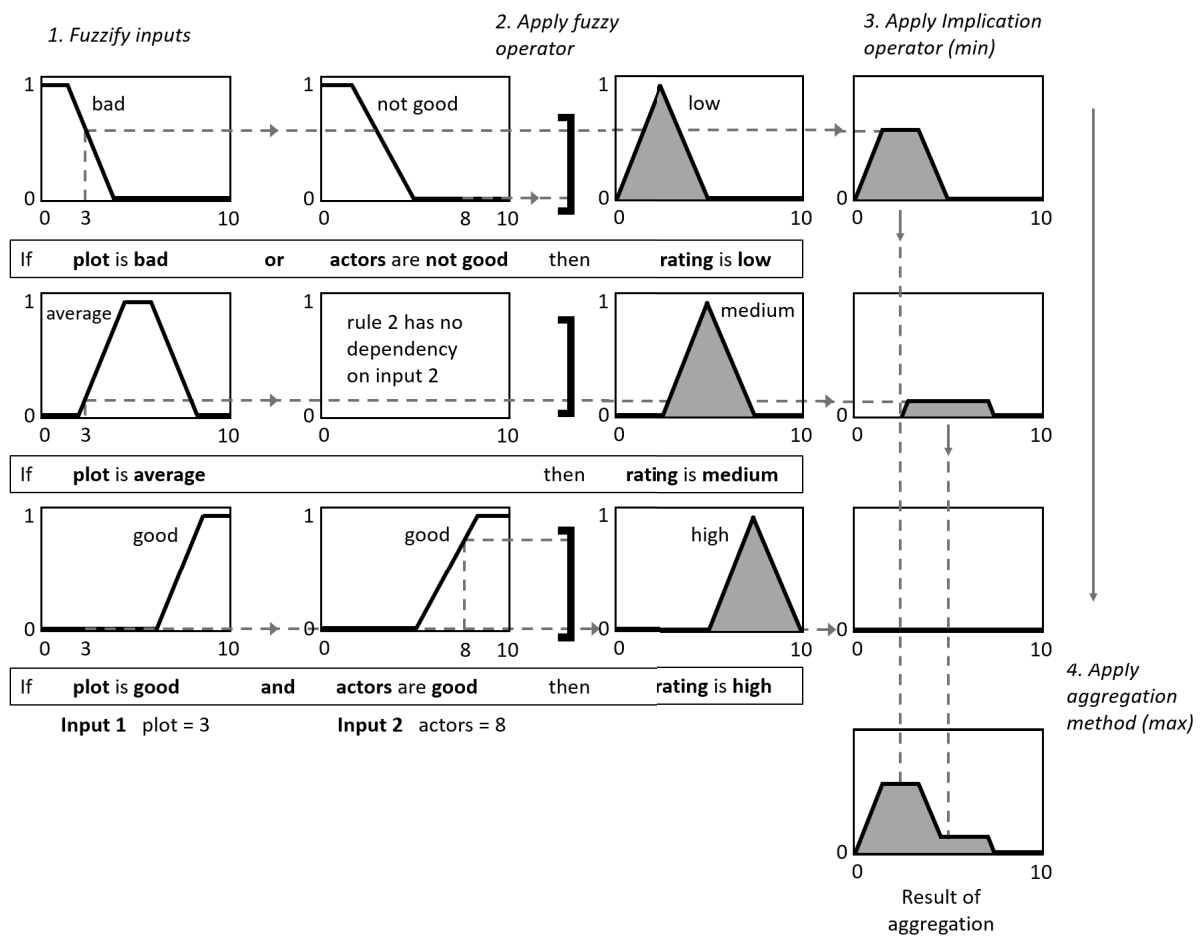 1. Fuzzify inputs
2. Apply fuzzy
operator
3. Apply Implication
operator (min)
1
bad
0
0 3 10
1
not good
0
0 8 10
1
low
0
0 10
0
0 10
If plot is bad or actors are not good then rating is low
1
average
0
0 3 10
1
rule 2 has no
dependency
on input 2
0
0 10
1
medium
0
0 10
0
0 10
If plot is average then rating is medium
1
good
0
0 3 10
1
good
0
0 8 10
1
high
0
0 10
0
0 10
If plot is good and actors are good then rating is high
Input 1 plot = 3
Input 2 actors = 8
4. Apply
aggregation
method (max)
0
0 10
Result of
aggregation